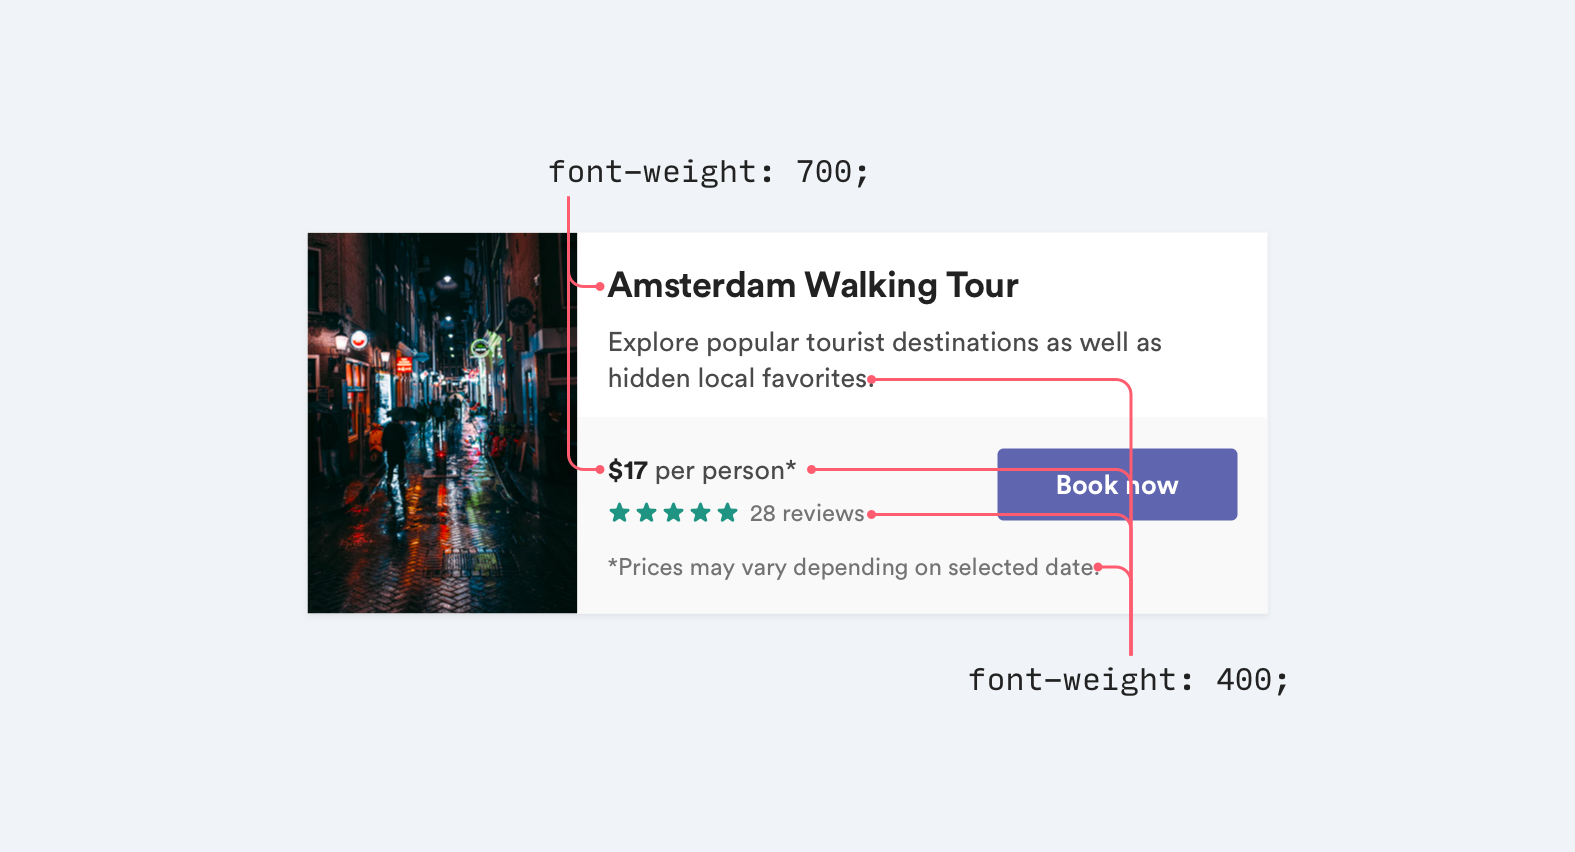 font-weight: 700;
Amsterdam Walking Tour
Explore popular tourist destinations as well as
hidden local favorites.
$17 per person*
28 reviews
Book now
*Prices may vary depending on selected date.
font-weight: 400;